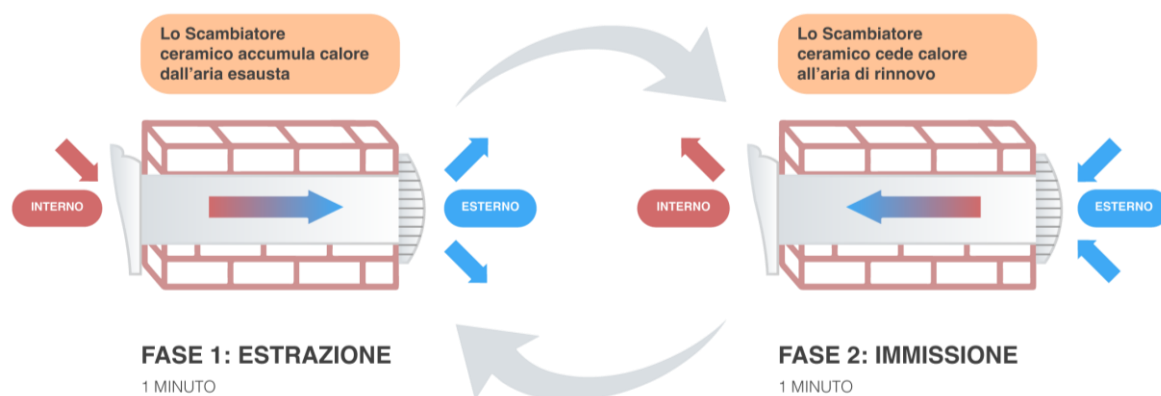 Lo Scambiatore
ceramico accumula calore
dall'aria esausta
Lo Scambiatore
ceramico cede calore
all'aria di rinnovo
INTERNO
ESTERNO
INTERNO
ESTERNO
FASE 1: ESTRAZIONE
1 MINUTO
FASE 2: IMMISSIONE
1 MINUTO